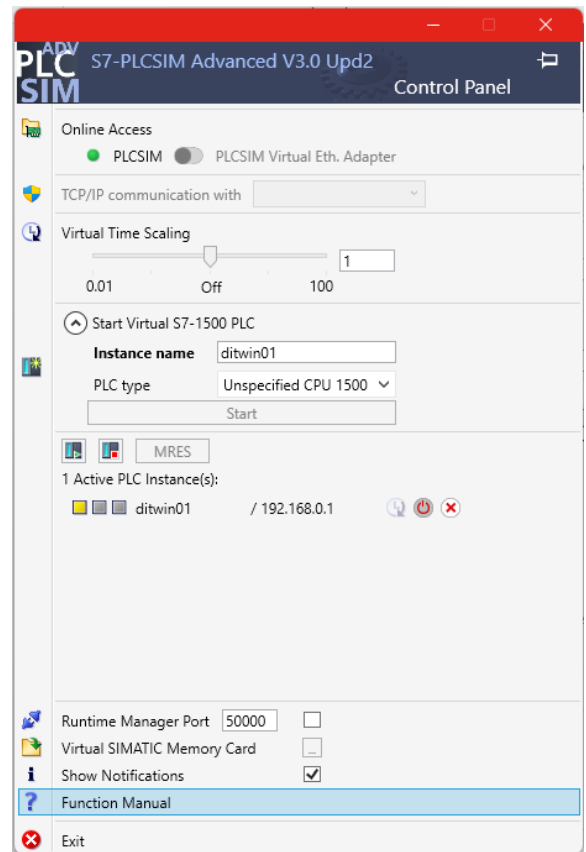 PLC ADV
SIM
S7-PLCSIM Advanced V3.0 Upd2
Control Panel
Online Access
PLCSIM PLCSIM Virtual Eth. Adapter
TCP/IP communication with
Virtual Time Scaling
1
0.01 Off 100
Start Virtual S7-1500 PLC
Instance name ditwin01
PLC type Unspecified CPU 1500
Start
MRES
1 Active PLC Instance(s):
ditwin01 / 192.168.0.1
Runtime Manager Port 50000
Virtual SIMATIC Memory Card ...
Show Notifications
Function Manual
Exit